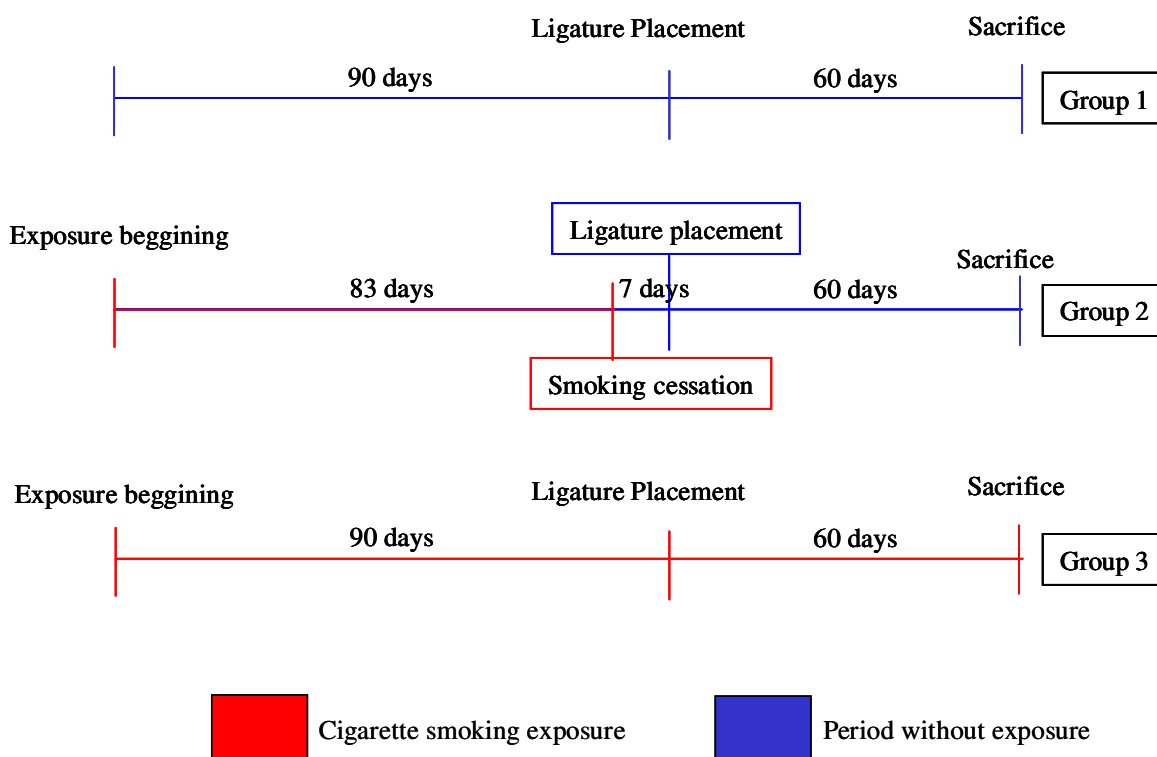 Ligature Placement
Sacrifice
90 days
60 days
Group 1
Ligature placement
Exposure beggining
Sacrifice
83 days
7 days
60 days
Group 2
Smoking cessation
Exposure beggining
Ligature Placement
Sacrifice
90 days
60 days
Group 3
Cigarette smoking exposure
Period without exposure